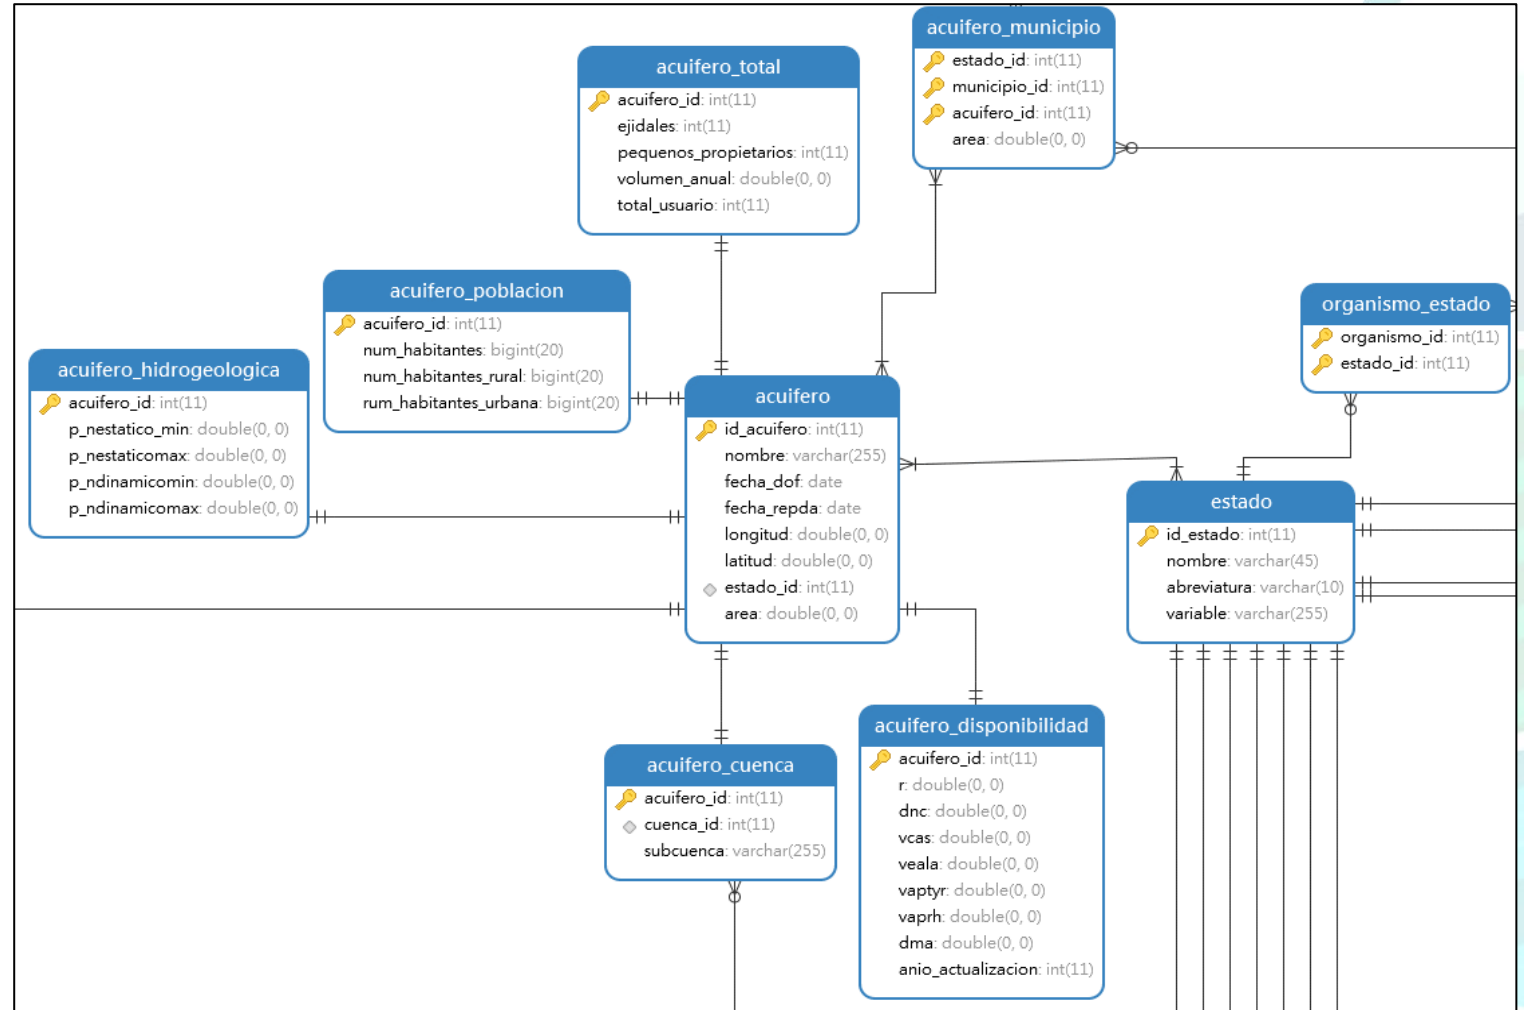 acuifero_municipio
estado_id: int(11)
municipio_id: int(11)
acuifero_id: int(11)
area: double(0, 0)
acuifero_total
acuifero_id: int(11)
ejidales: int(11)
pequenos_propietarios: int(11)
volumen_anual: double(0, 0)
total_usuario: int(11)
acuifero_poblacion
acuifero_id: int(11)
num_habitantes: bigint(20)
num_habitantes_rural: bigint(20)
rum_habitantes_urbana: bigint(20)
organismo_estado
organismo_id: int(11)
estado_id: int(11)
acuifero_hidrogeologica
acuifero_id: int(11)
p_nestatico_min: double(0, 0)
p_nestaticomax: double(0, 0)
p_ndinamicomin: double(0, 0)
p_ndinamicomax: double(0, 0)
acuifero
id_acuifero: int(11)
nombre: varchar(255)
fecha_dof: date
fecha_repda: date
longitud: double(0, 0)
latitud: double(0, 0)
estado_id: int(11)
area: double(0, 0)
estado
id_estado: int(11)
nombre: varchar(45)
abreviatura: varchar(10)
variable: varchar(255)
acuifero_cuenca
acuifero_id: int(11)
cuenca_id: int(11)
subcuenca: varchar(255)
acuifero_disponibilidad
acuifero_id: int(11)
r: double(0, 0)
dnc: double(0, 0)
vcas: double(0, 0)
veala: double(0, 0)
vaptyr: double(0, 0)
vaprh: double(0, 0)
dma: double(0, 0)
anio_actualizacion: int(11)